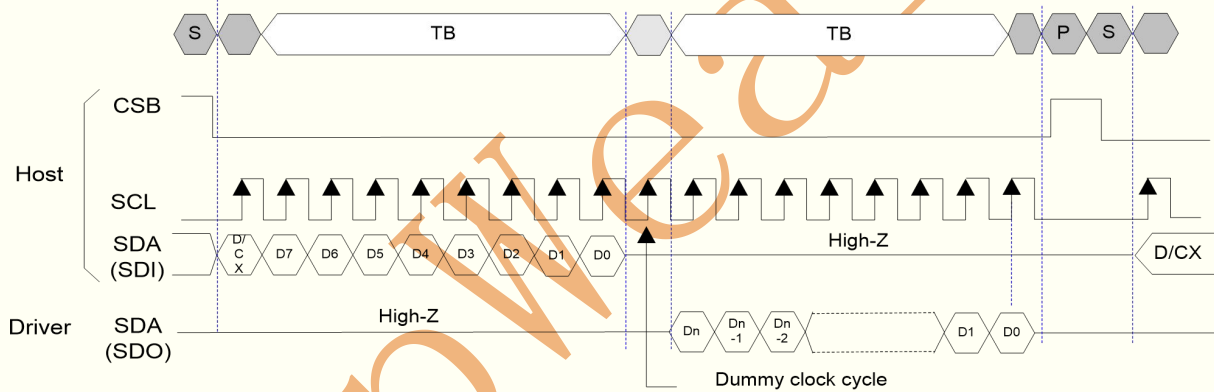 S TB TB P S
CSB
Host
SCL
SDA
(SDI)
D/
C
X
D7 D6 D5 D4 D3 D2 D1 D0
High-Z
D/CX
Driver
SDA
(SDO)
High-Z
Dn
Dn
-1
Dn
-2
D1 D0
Dummy clock cycle